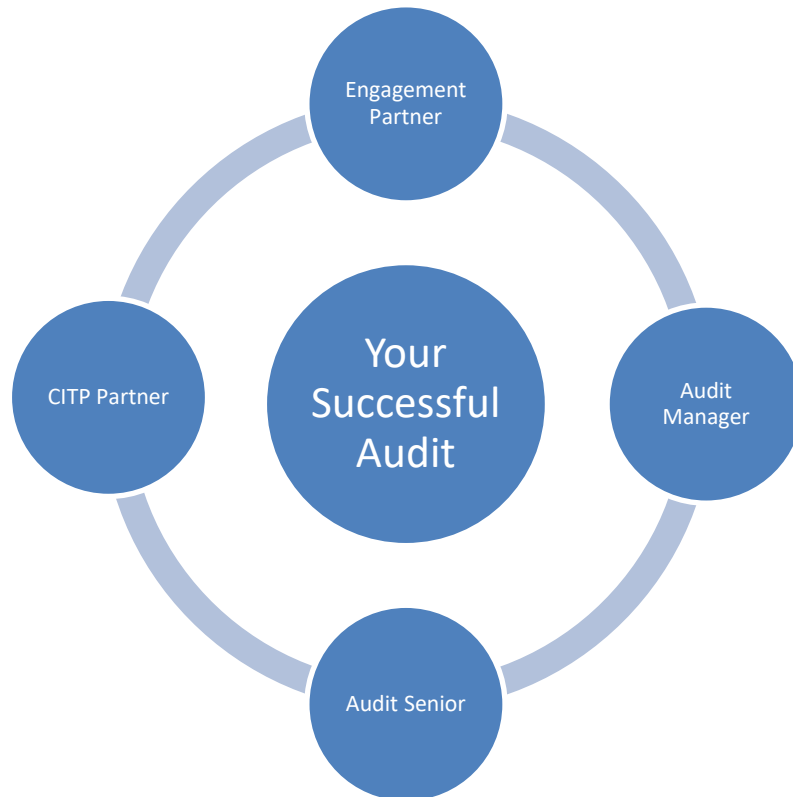 Engagement
Partner
CITP Partner
Your
Successful
Audit
Audit
Manager
Audit Senior